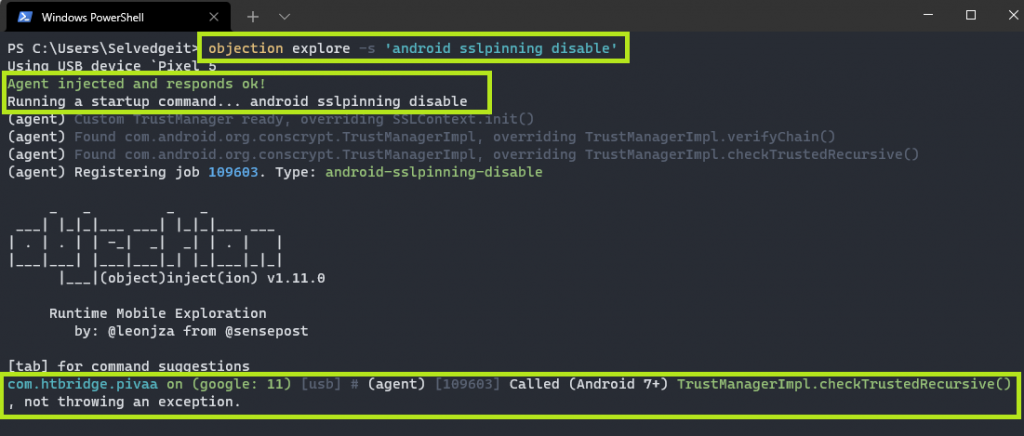 Windows PowerShell
PS C:\Users\Selvedgeit> objection explore -s 'android sslpinning disable'
Using USB device `Pixel 5`
Agent injected and responds ok!
Running a startup command... android sslpinning disable
(agent) Custom TrustManager ready, overriding SSLContext.init()
(agent) Found com.android.org.conscrypt.TrustManagerImpl, overriding TrustManagerImpl.verifyChain()
(agent) Found com.android.org.conscrypt.TrustManagerImpl, overriding TrustManagerImpl.checkTrustedRecursive()
(agent) Registering job 109603. Type: android-sslpinning-disable
objection
(object)inject(ion) v1.11.0
Runtime Mobile Exploration
by: @leonjza from @sensepost
[tab] for command suggestions
com.htbridge.pivaa on (google: 11) [usb] # (agent) [109603] Called (Android 7+) TrustManagerImpl.checkTrustedRecursive()
, not throwing an exception.